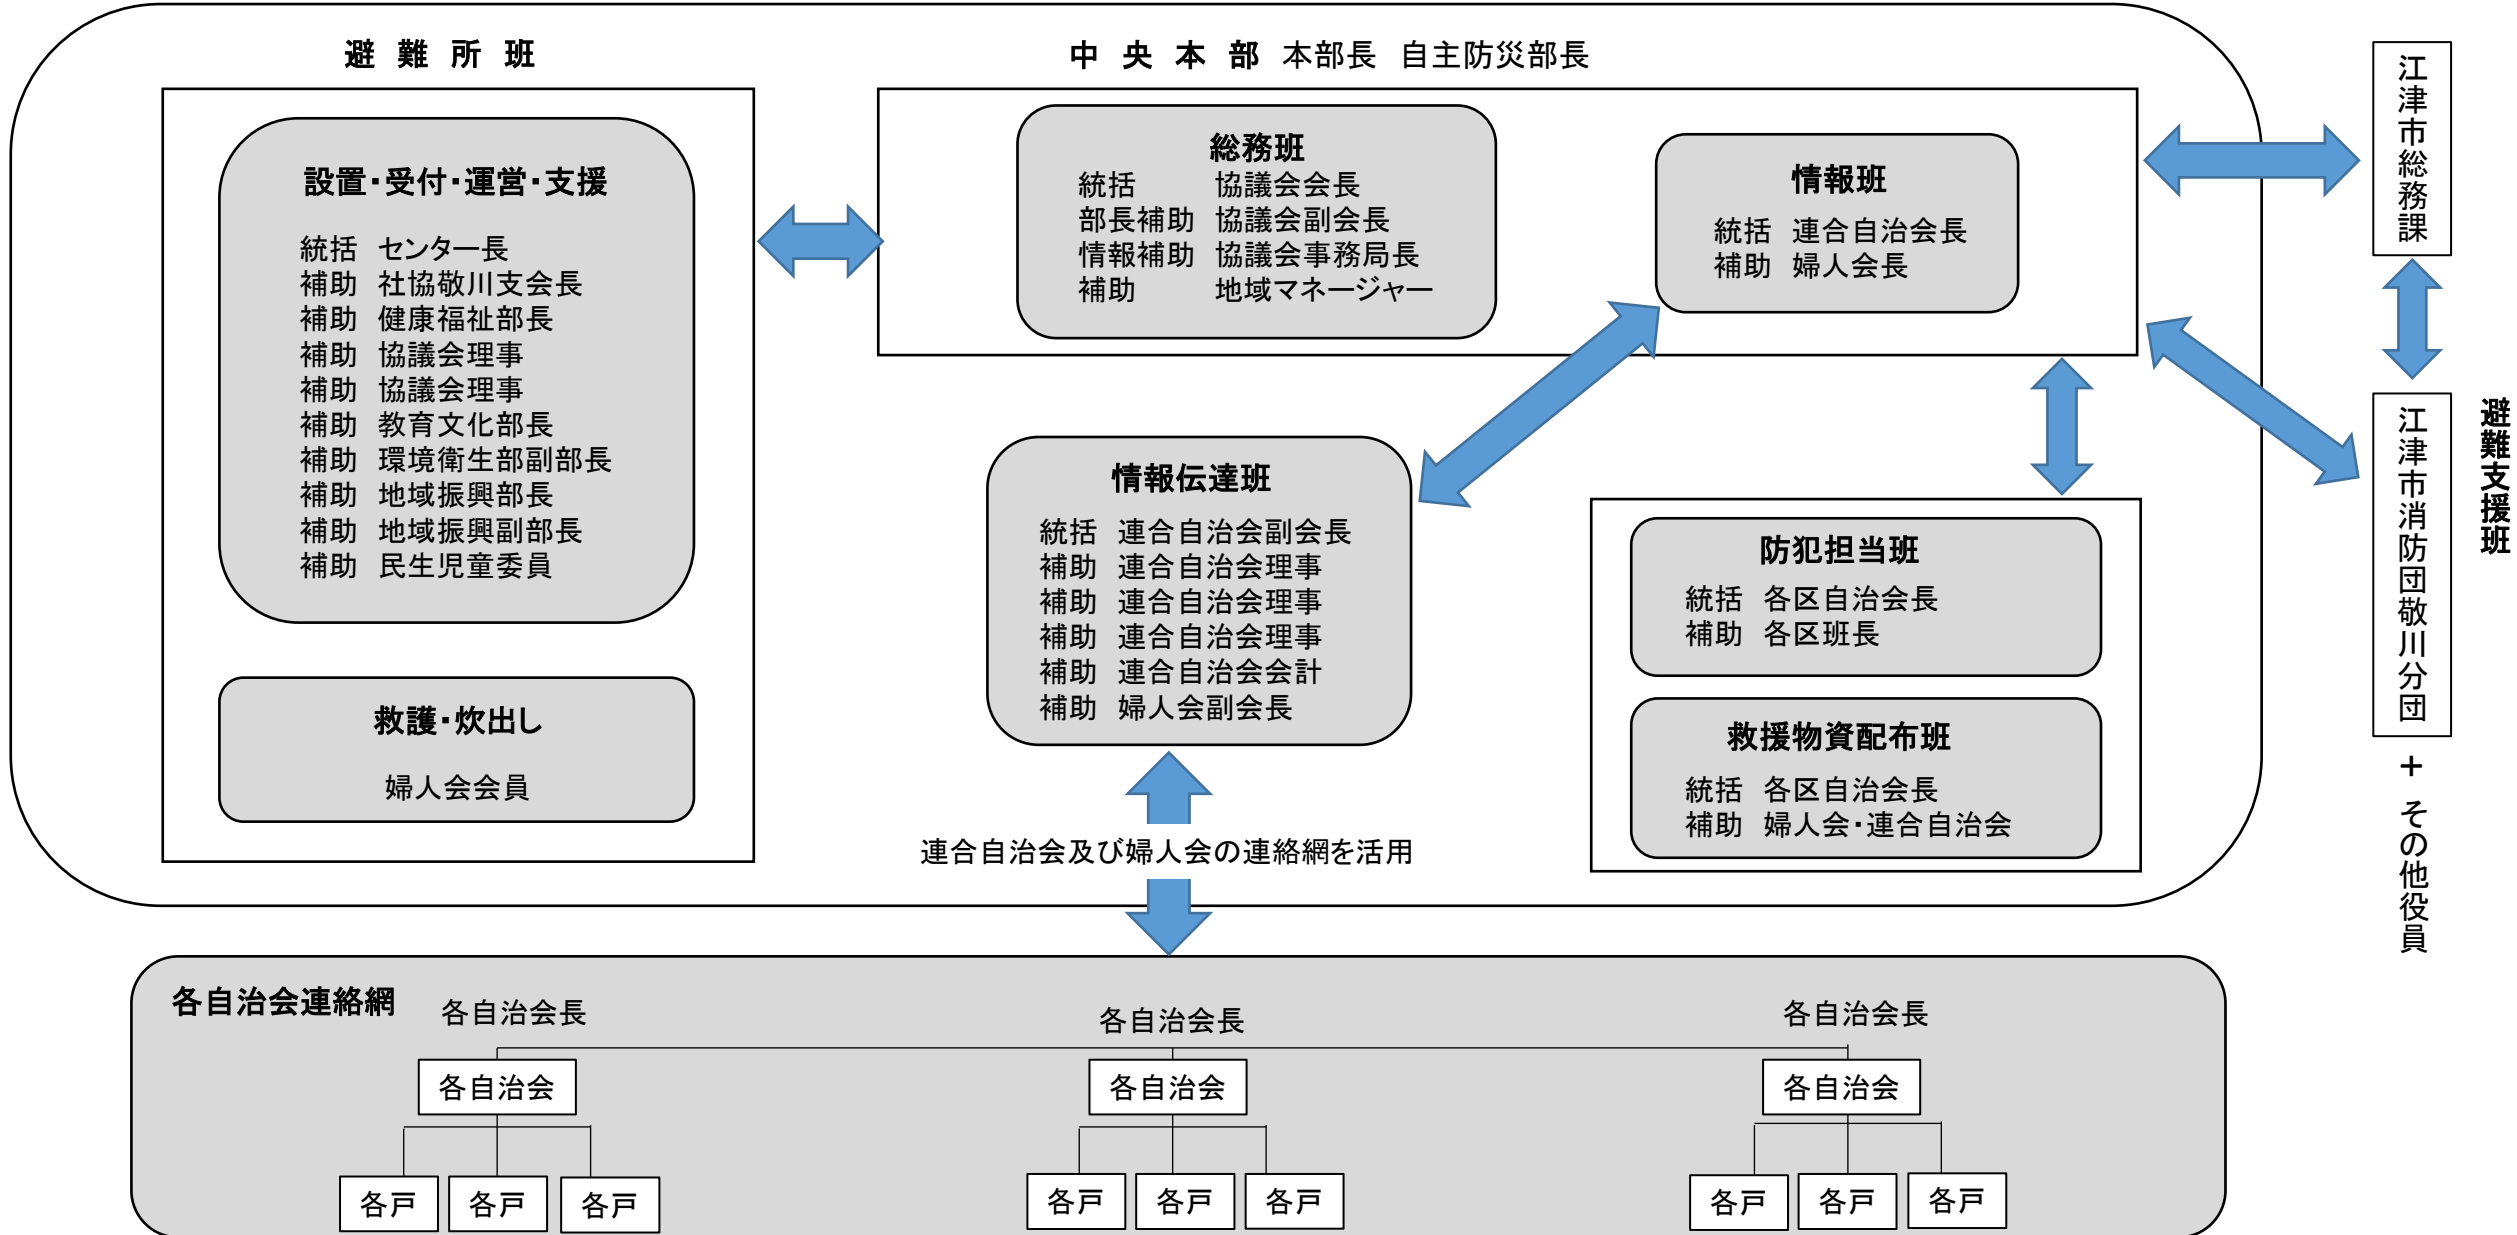 避 難 所 班
設置・受付・運営・支援
統括 センター長
補助 社協敬川支会長
補助 健康福祉部長
補助 協議会理事
補助 協議会理事
補助 教育文化部長
補助 環境衛生部副部長
補助 地域振興部長
補助 地域振興副部長
補助 民生児童委員
救護・炊出し
婦人会会員
中 央 本 部 本部長 自主防災部長
総務班
統括 協議会会長
部長補助 協議会副会長
情報補助 協議会事務局長
補助 地域マネージャー
情報班
統括 連合自治会長
補助 婦人会長
情報伝達班
統括 連合自治会副会長
補助 連合自治会理事
補助 連合自治会理事
補助 連合自治会理事
補助 連合自治会会計
補助 婦人会副会長
連合自治会及び婦人会の連絡網を活用
防犯担当班
統括 各区自治会長
補助 各区班長
救援物資配布班
統括 各区自治会長
補助 婦人会・連合自治会
江津市総務課
避難支援班
江津市消防団敬川分団
＋ その他役員
各自治会連絡網
各自治会長 各自治会長 各自治会長
各自治会 各自治会 各自治会
各戸 各戸 各戸 各戸 各戸 各戸 各戸 各戸 各戸